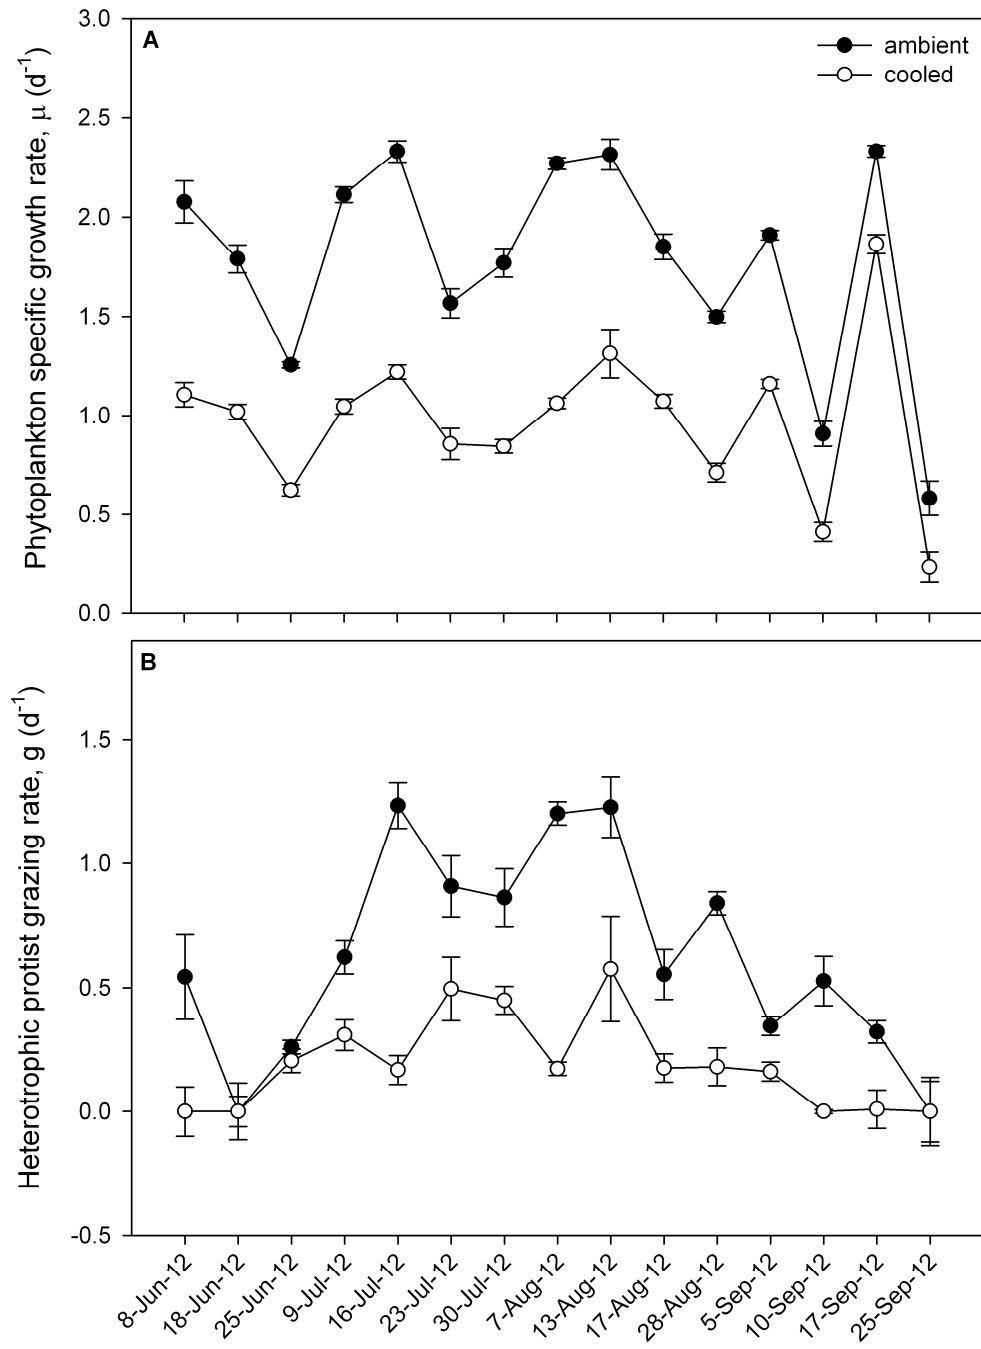 A
ambient
cooled
Phytoplankton specific growth rate, μ (d-1)
3.0
2.5
2.0
1.5
1.0
0.5
0.0
B
Heterotrophic protist grazing rate, g (d-1)
1.5
1.0
0.5
0.0
-0.5
8-Jun-12
18-Jun-12
25-Jun-12
9-Jul-12
16-Jul-12
23-Jul-12
30-Jul-12
7-Aug-12
13-Aug-12
17-Aug-12
28-Aug-12
5-Sep-12
10-Sep-12
17-Sep-12
25-Sep-12